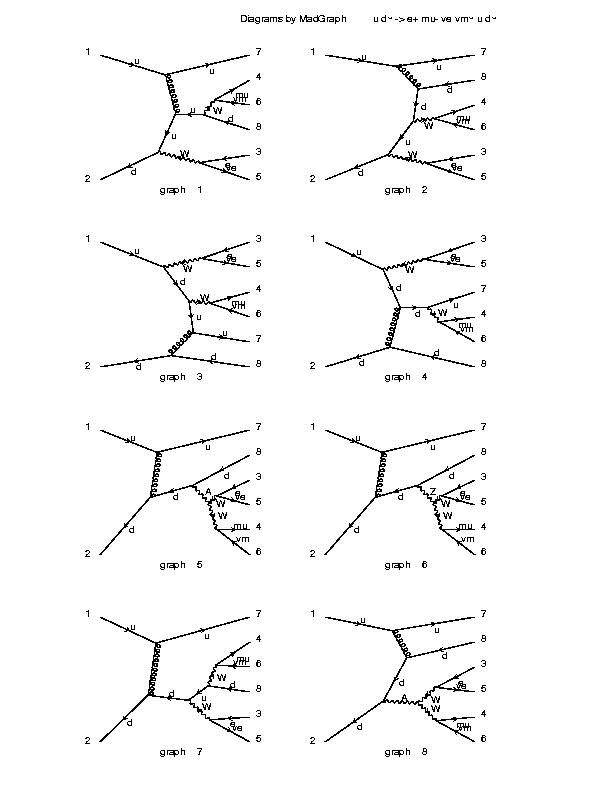 Diagrams by MadGraph u d~ -> e+ mu- ve vm~ u d~
1 u 7
u
4
mu
vm 6
W
u d 8
u
W 3
e
ve
2 d 5
graph 1
1 u 7
u
8
d
d 4
mu
vm 6
W
u
W 3
e
ve
2 d 5
graph 2
1 u 3
e
ve 5
W
d
W 4
mu
6
u
u 7
d
2 d 8
graph 3
1 u 3
e
ve 5
W
d
u 7
d W 4
mu
vm
6
d
2 8
graph 4
1 u 7
u
8
d
d A 3
e
ve
W 5
W
mu 4
d vm
2 6
graph 5
1 u 7
u
8
d
d Z 3
e
ve
W 5
W
mu 4
d vm
2 6
graph 6
1 u 7
u
4
mu
vm 6
W
d d 8
u
W 3
d e
ve
2 5
graph 7
1 u 7
u
8
d
d 3
e
ve 5
A W
W 4
d mu
vm
2 6
graph 8